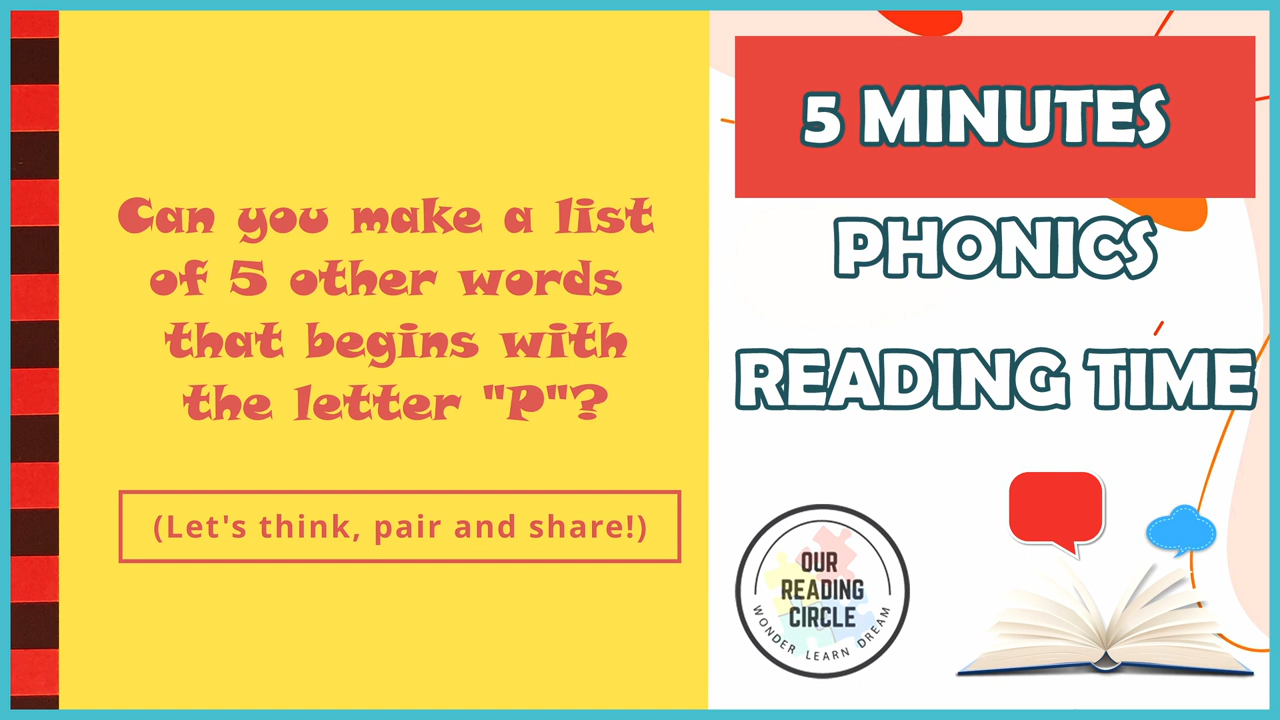 Can you make a list
of 5 other words
that begins with
the letter "P"?
(Let's think, pair and share!)
5 MINUTES
PHONICS
READING TIME
OUR
READING
CIRCLE
WONDER LEARN DREAM